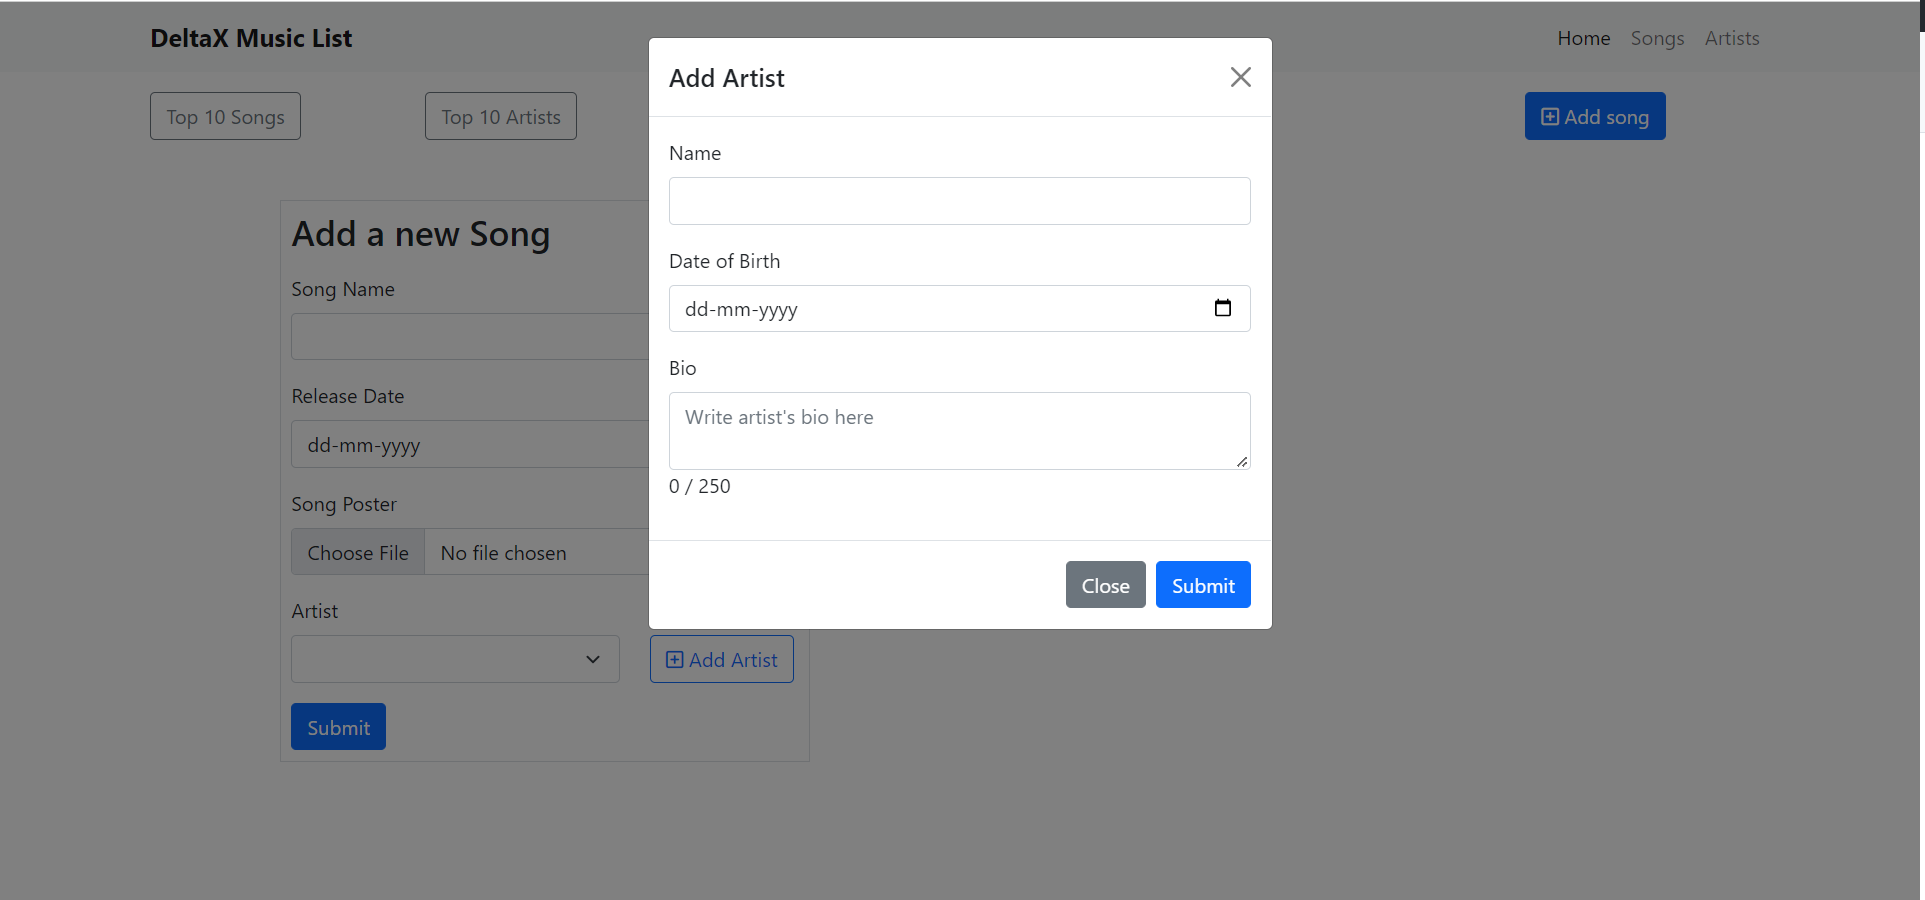 DeltaX Music List
Home Songs Artists
Top 10 Songs
Top 10 Artists
Add song
Add a new Song
Song Name
Release Date
dd-mm-yyyy
Song Poster
Choose File No file chosen
Artist
Add Artist
Submit
Add Artist
Name
Date of Birth
dd-mm-yyyy
Bio
Write artist's bio here
0 / 250
Close
Submit